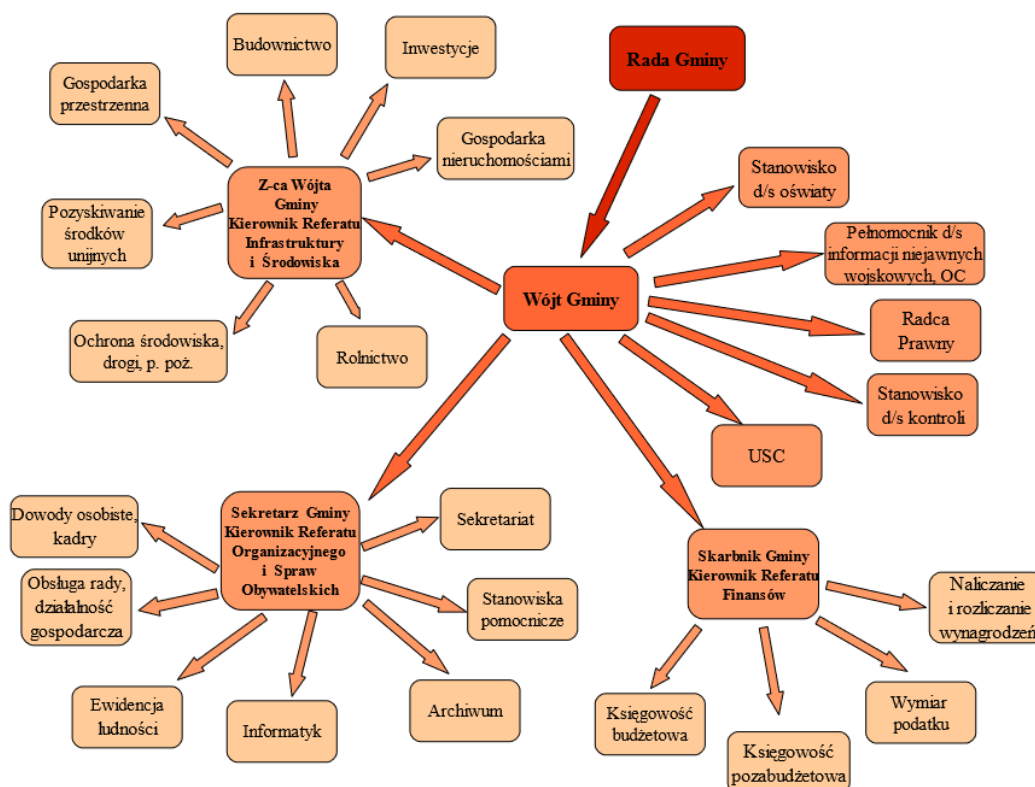 Budownictwo
Inwestycje
Rada Gminy
Gospodarka
przestrzenna
Gospodarka
nieruchomościami
Stanowisko
d/s oświaty
Z-ca Wójta
Gminy
Kierownik Referatu
Infrastruktury
i Środowiska
Pozyskiwanie
środków
unijnych
Pełnomocnik d/s
informacji niejawnych
wojskowych, OC
Wójt Gminy
Radca
Prawny
Ochrona środowiska,
drogi, p. poż.
Rolnictwo
Stanowisko
d/s kontroli
USC
Dowody osobiste,
kadry
Sekretarz Gminy
Kierownik Referatu
Organizacyjnego
i Spraw
Obywatelskich
Sekretariat
Obsługa rady,
działalność
gospodarcza
Stanowiska
pomocnicze
Skarbnik Gminy
Kierownik Referatu
Finansów
Naliczanie
i rozliczanie
wynagrodzeń
Ewidencja
ludności
Informatyk
Archiwum
Księgowość
budżetowa
Księgowość
pozabudżetowa
Wymiar
podatku